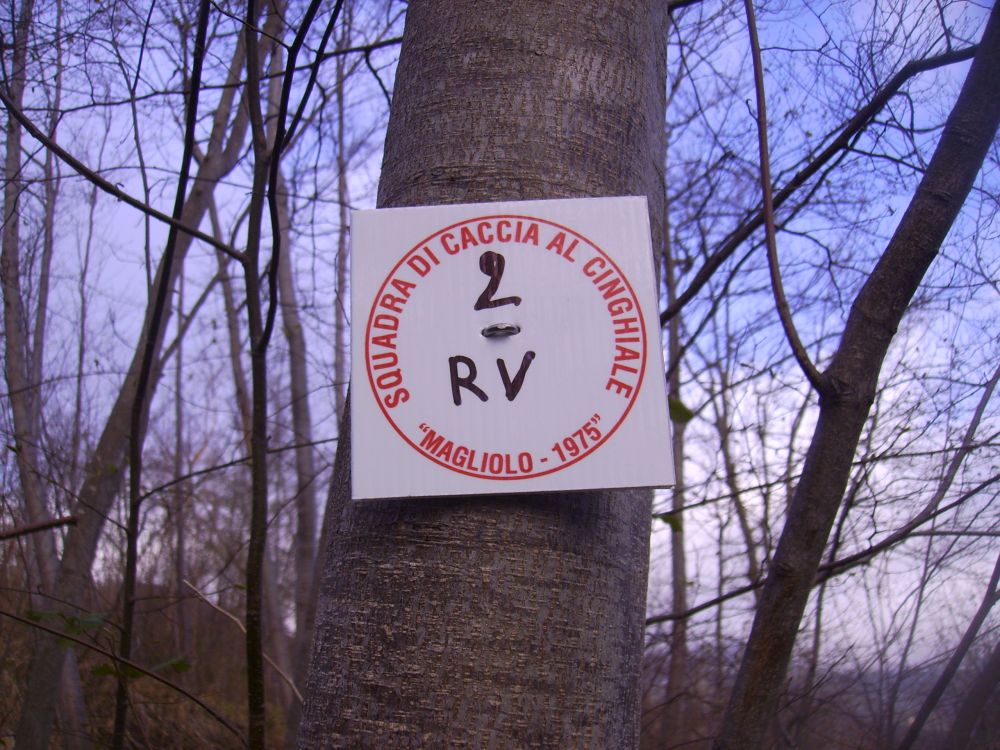 SQUADRA DI CACCIA AL CINGHIALE
2
RV
“MAGLIOLO - 1975”